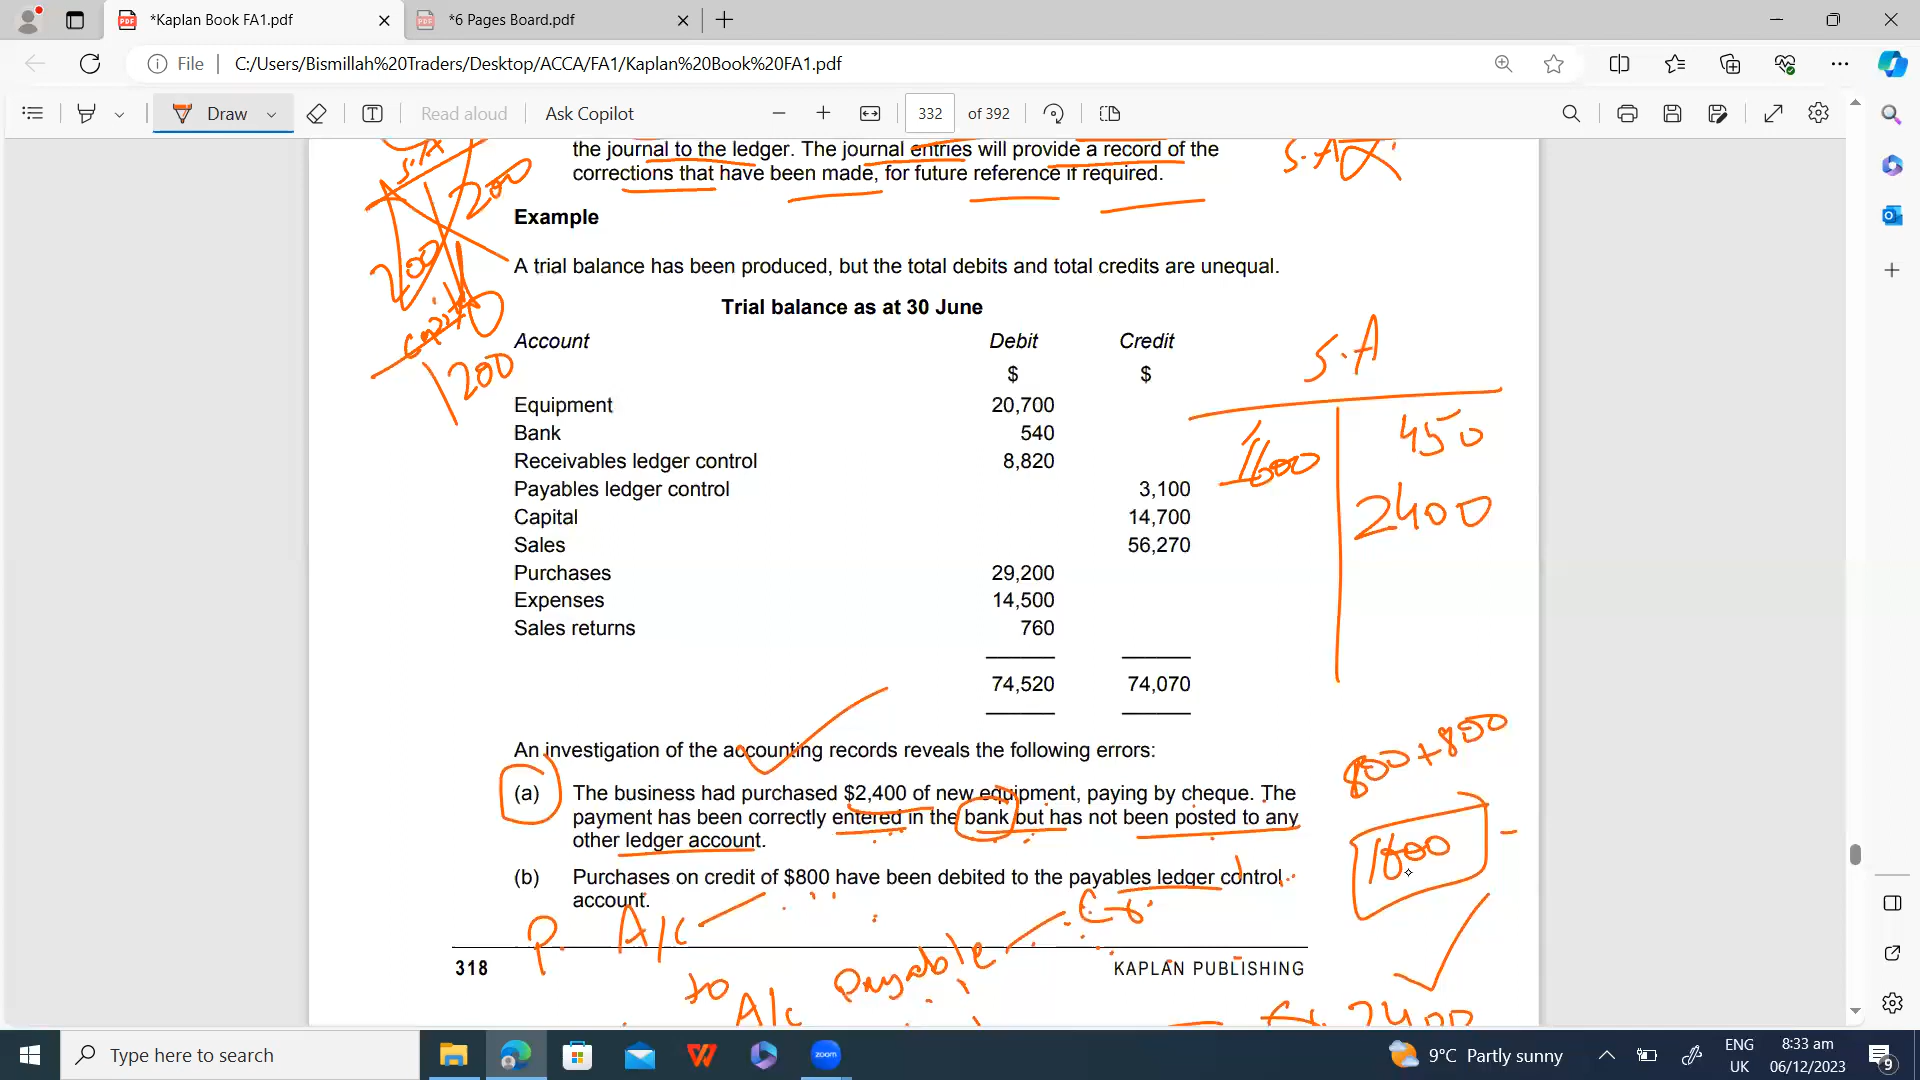 *Kaplan Book FA1.pdf
*6 Pages Board.pdf
File
C:/Users/Bismillah%20Traders/Desktop/ACCA/FA1/Kaplan%20Book%20FA1.pdf
Draw
Read aloud
Ask Copilot
332
of 392
the journal to the ledger. The journal entries will provide a record of the
corrections that have been made, for future reference if required.
S.A
S.A
200
200
capital
1200
Example
A trial balance has been produced, but the total debits and total credits are unequal.
Trial balance as at 30 June
Account Debit Credit
$ $
Equipment 20,700
Bank 540
Receivables ledger control 8,820
Payables ledger control 3,100
Capital 14,700
Sales 56,270
Purchases 29,200
Expenses 14,500
Sales returns 760
74,520 74,070
S.A
1600 450
2400
An investigation of the accounting records reveals the following errors:
(a) The business had purchased $2,400 of new equipment, paying by cheque. The
payment has been correctly entered in the bank but has not been posted to any
other ledger account.
(b) Purchases on credit of $800 have been debited to the payables ledger control
account.
800+800
1600
P. A/c
Cr
to Payable
A/c
2400
318
KAPLAN PUBLISHING
Type here to search
zoom
9°C Partly sunny
ENG
UK
8:33 am
06/12/2023
9